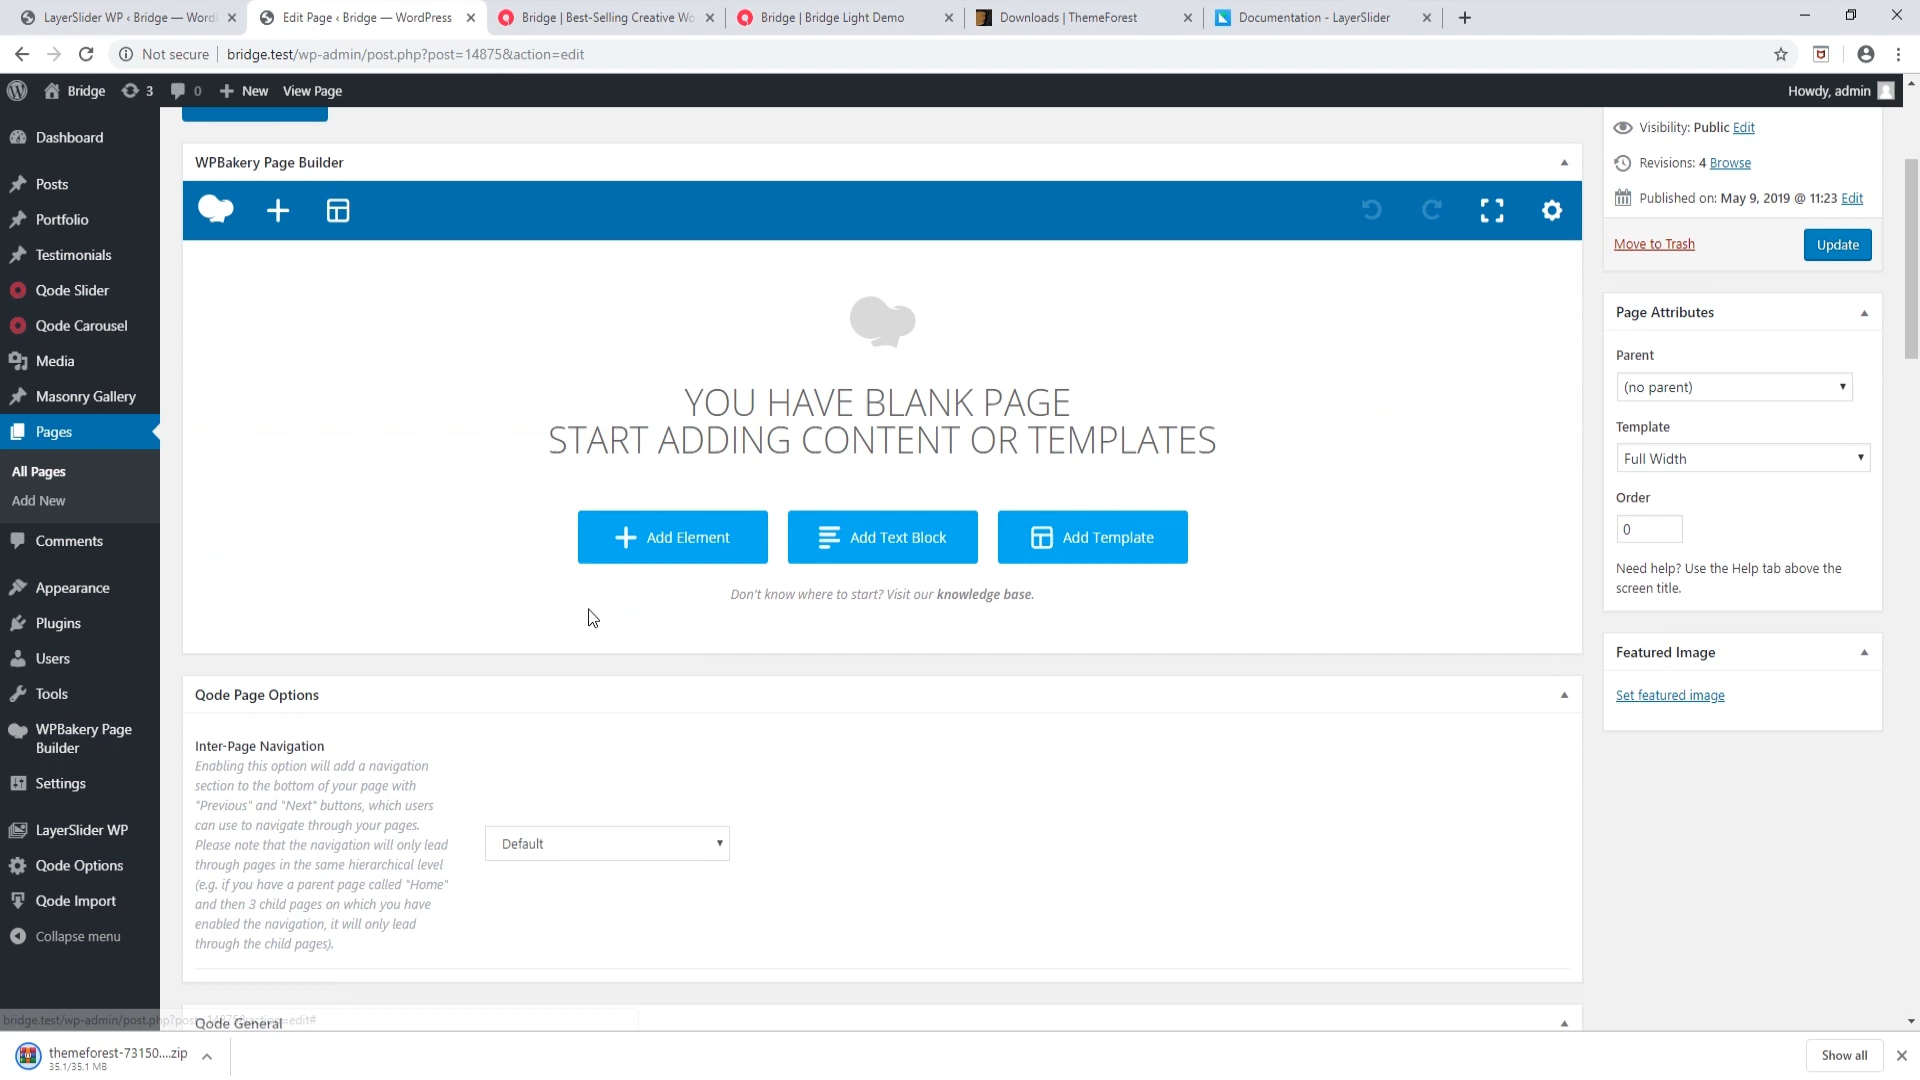 LayerSlider WP ‹ Bridge — Word
Edit Page ‹ Bridge — WordPress
Bridge | Best-Selling Creative Wo
Bridge | Bridge Light Demo
Downloads | ThemeForest
Documentation - LayerSlider
Not secure
bridge.test/wp-admin/post.php?post=14875&action=edit
Bridge
3
0
New
View Page
Howdy, admin
Dashboard
Posts
Portfolio
Testimonials
Qode Slider
Qode Carousel
Media
Masonry Gallery
Pages
All Pages
Add New
Comments
Appearance
Plugins
Users
Tools
WPBakery Page
Builder
Settings
LayerSlider WP
Qode Options
Qode Import
Collapse menu
WPBakery Page Builder
YOU HAVE BLANK PAGE
START ADDING CONTENT OR TEMPLATES
Add Element
Add Text Block
Add Template
Don't know where to start? Visit our knowledge base.
Qode Page Options
Inter-Page Navigation
Enabling this option will add a navigation
section to the bottom of your page with
"Previous" and "Next" buttons, which users
can use to navigate through your pages.
Please note that the navigation will only lead
through pages in the same hierarchical level
(e.g. if you have a parent page called "Home"
and then 3 child pages on which you have
enabled the navigation, it will only lead
through the child pages).
Default
Qode General
Visibility: Public Edit
Revisions: 4 Browse
Published on: May 9, 2019 @ 11:23 Edit
Move to Trash
Update
Page Attributes
Parent
(no parent)
Template
Full Width
Order
0
Need help? Use the Help tab above the
screen title.
Featured Image
Set featured image
bridge.test/wp-admin/post.php?post=14875&action=edit#
themeforest-73150....zip
35.1/35.1 MB
Show all